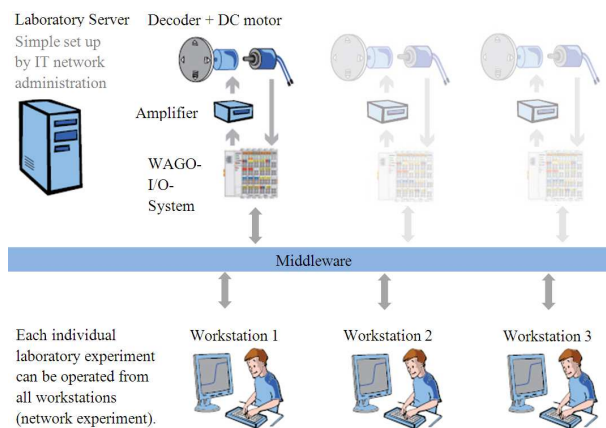 Laboratory Server
Simple set up
by IT network
administration
Decoder + DC motor
Amplifier
WAGO-
I/O-
System
Middleware
Each individual
laboratory experiment
can be operated from
all workstations
(network experiment).
Workstation 1
Workstation 2
Workstation 3